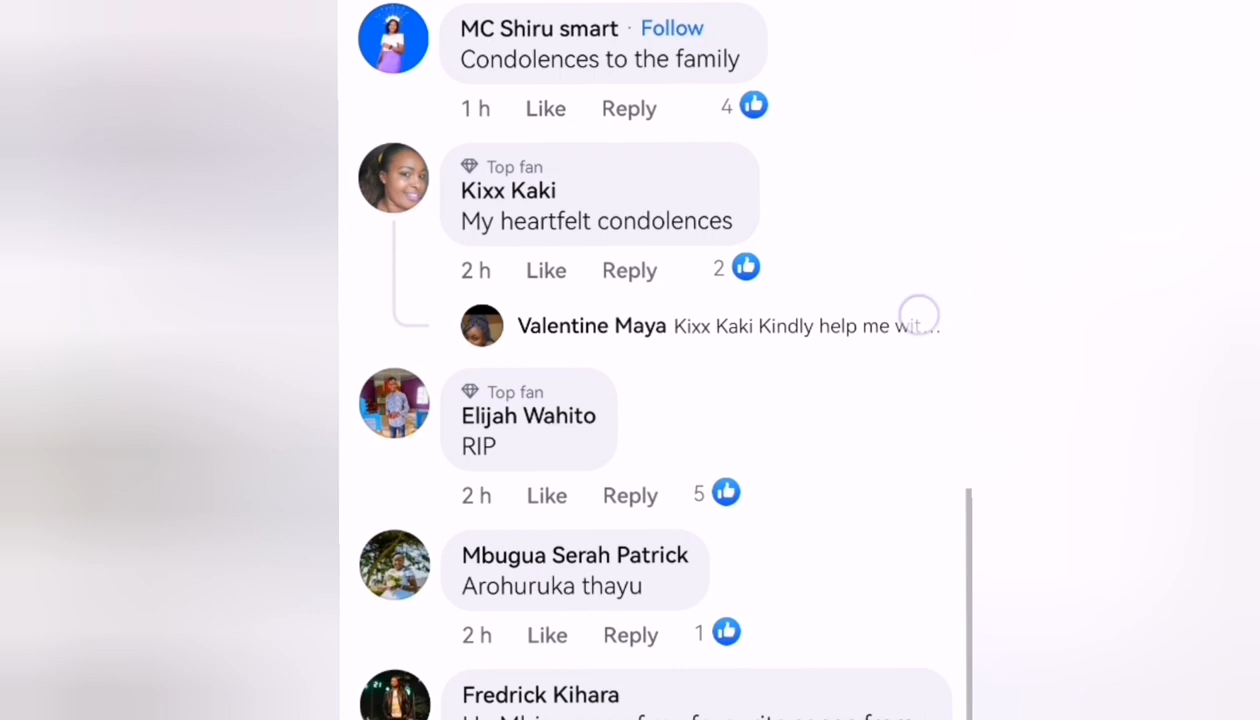 MC Shiru smart · Follow
Condolences to the family
1 h Like Reply 4
Top fan
Kixx Kaki
My heartfelt condolences
2 h Like Reply 2
Valentine Maya Kixx Kaki Kindly help me wit...
Top fan
Elijah Wahito
RIP
2 h Like Reply 5
Mbugua Serah Patrick
Arohuruka thayu
2 h Like Reply 1
Fredrick Kihara